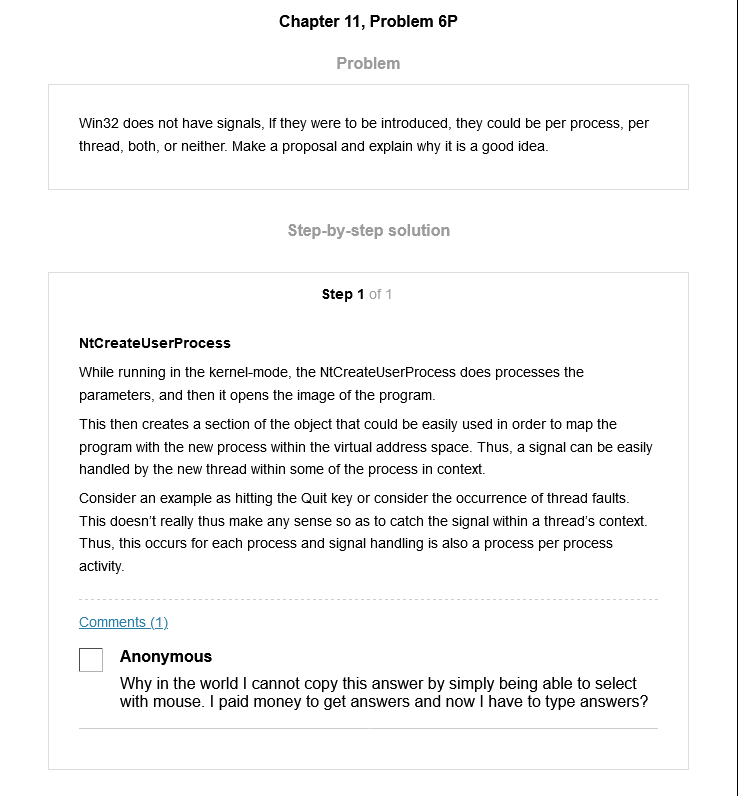 Chapter 11, Problem 6P
Problem
Win32 does not have signals, If they were to be introduced, they could be per process, per
thread, both, or neither. Make a proposal and explain why it is a good idea.
Step-by-step solution
Step 1 of 1
NtCreateUserProcess
While running in the kernel-mode, the NtCreateUserProcess does processes the
parameters, and then it opens the image of the program.
This then creates a section of the object that could be easily used in order to map the
program with the new process within the virtual address space. Thus, a signal can be easily
handled by the new thread within some of the process in context.
Consider an example as hitting the Quit key or consider the occurrence of thread faults.
This doesn't really thus make any sense so as to catch the signal within a thread's context.
Thus, this occurs for each process and signal handling is also a process per process
activity.
Comments (1)
Anonymous
Why in the world I cannot copy this answer by simply being able to select
with mouse. I paid money to get answers and now I have to type answers?